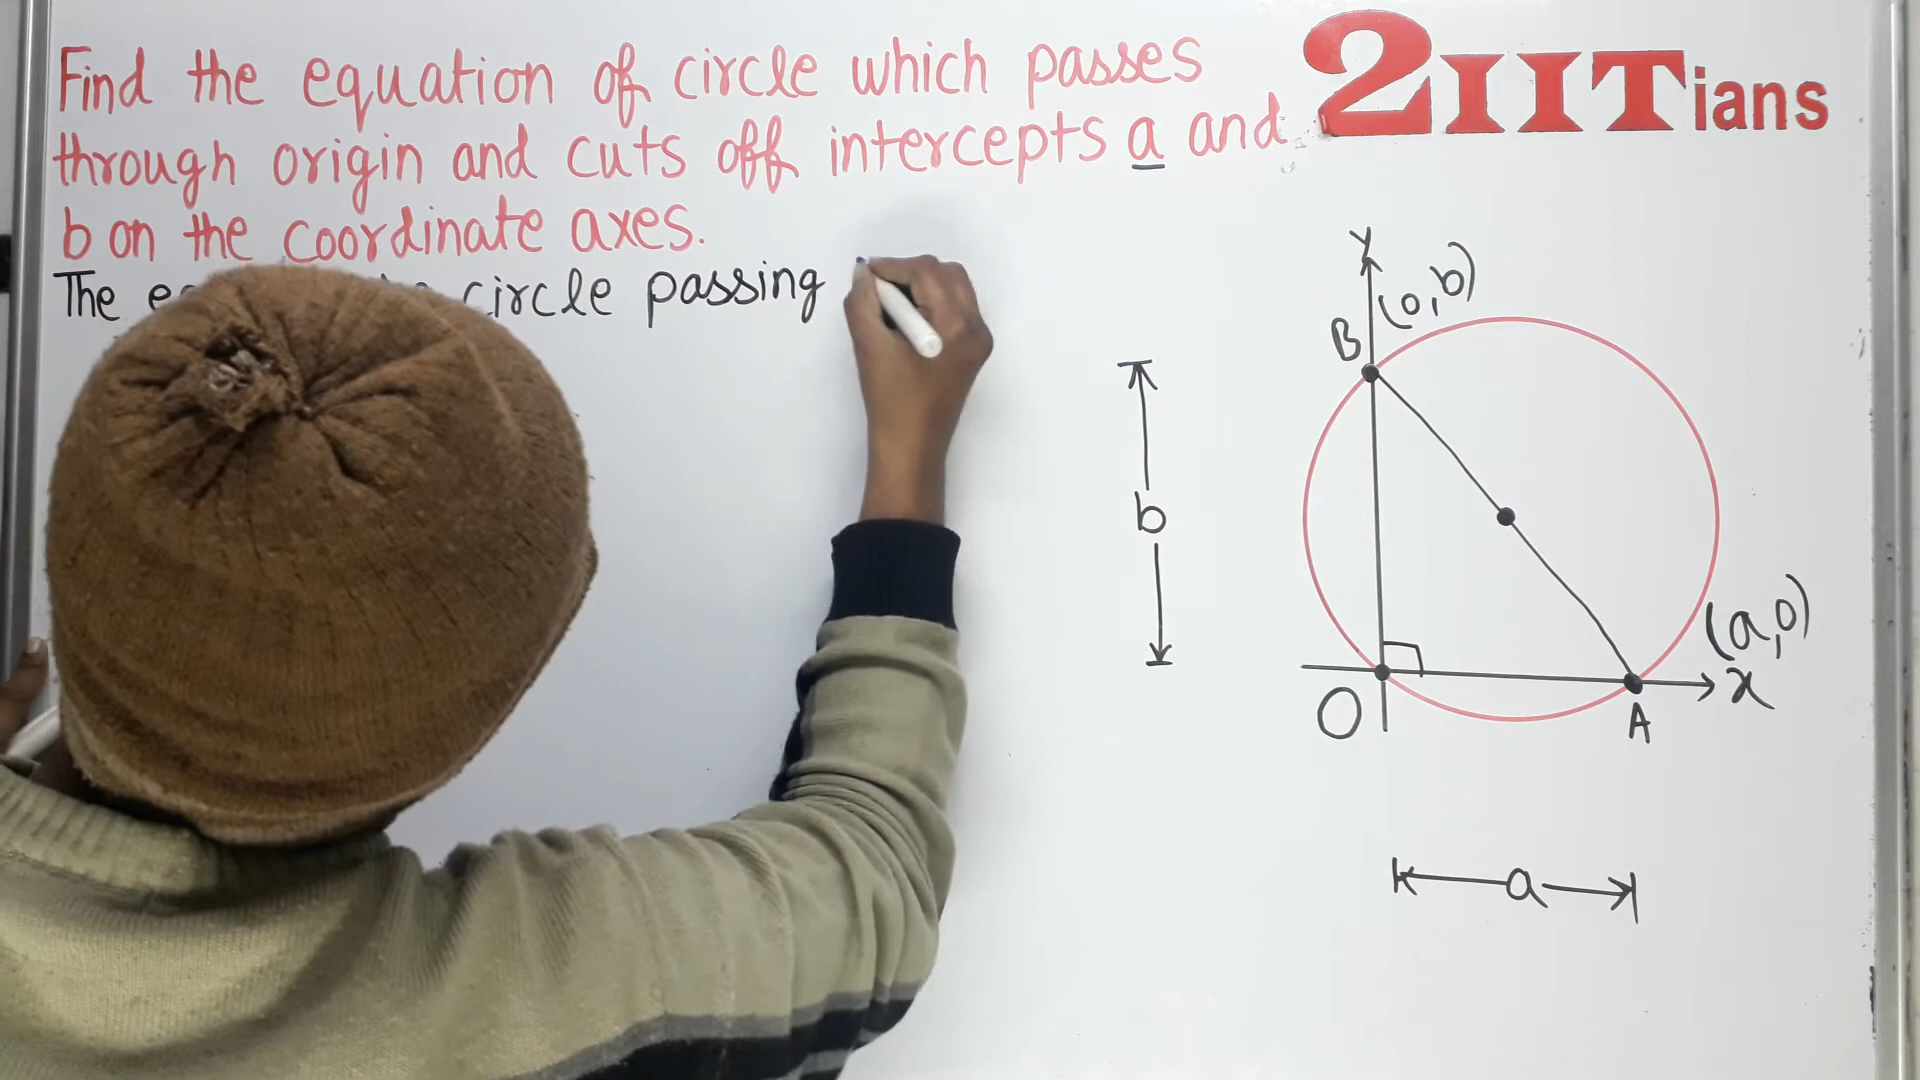 Find the equation of circle which passes
through origin and cuts off intercepts a and
b on the coordinate axes.
The circle passing
2IITians
Y
(0,b)
B
b
(a,0)
x
O
A
a